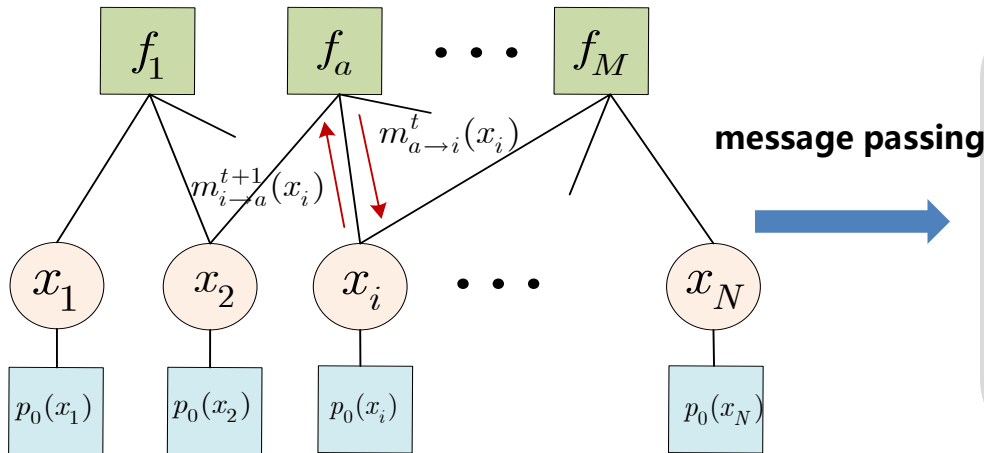 f_1 f_a • • • f_M
m^t_{a→i}(x_i)
message passing
m^{t+1}_{i→a}(x_i)
x_1 x_2 x_i • • • x_N
p_0(x_1) p_0(x_2) p_0(x_i) p_0(x_N)